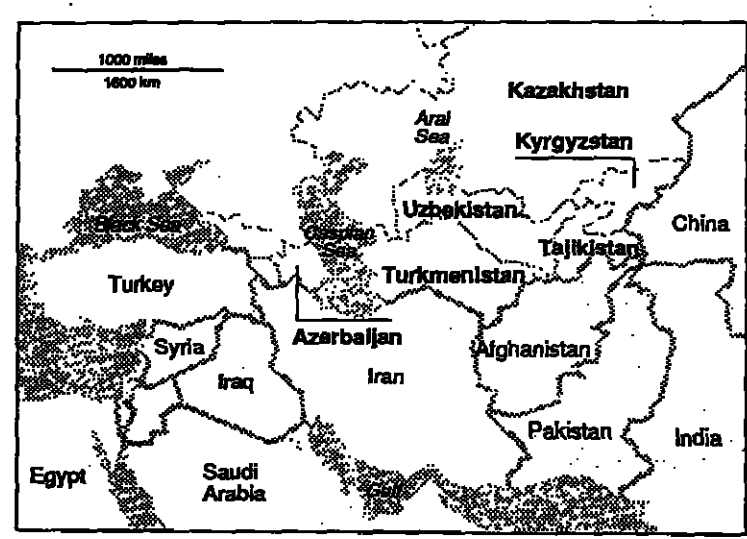 1000 miles
1600 km
Kazakhstan
Aral
Sea
Kyrgyzstan
Black Sea
Caspian
Sea
Uzbekistan
China
Tajikistan
Turkey
Turkmenistan
Azerbaijan
Syria
Afghanistan
Iraq
Iran
Pakistan
India
Egypt
Saudi
Arabia
Gulf